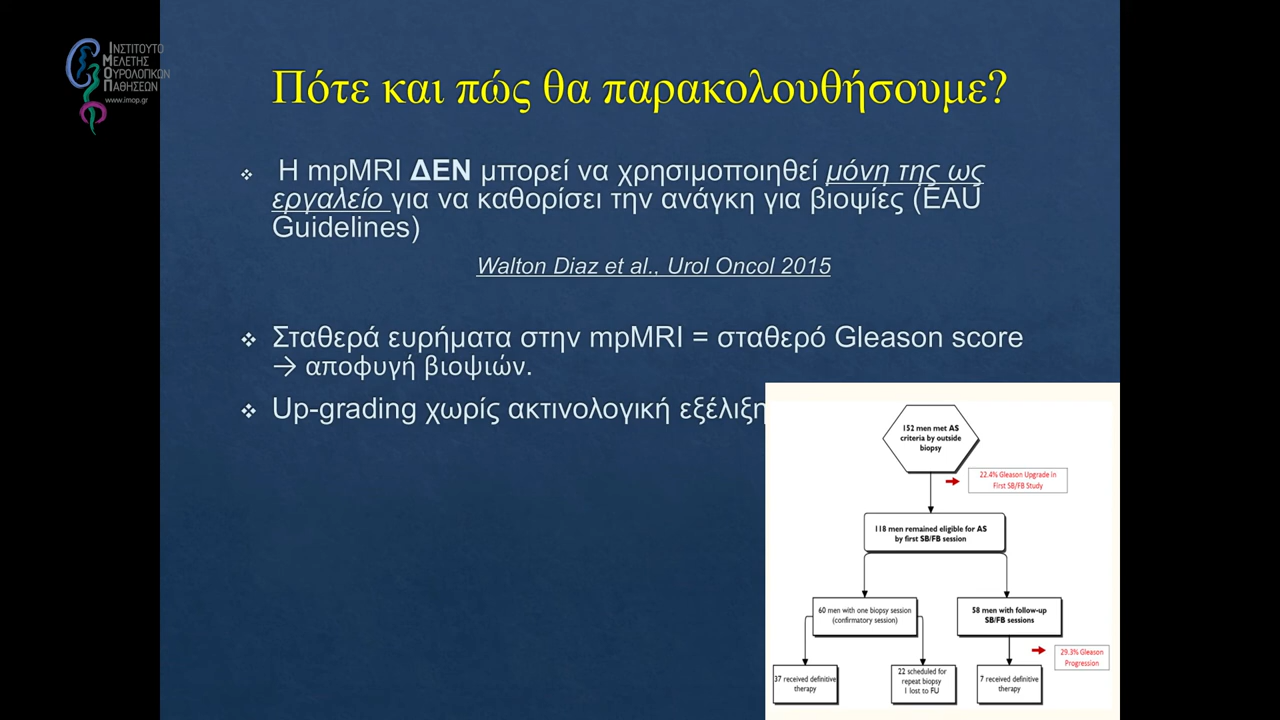 ΙΝΣΤΙΤΟΥΤΟ
ΜΕΛΕΤΗΣ
ΟΥΡΟΛΟΓΙΚΩΝ
ΠΑΘΗΣΕΩΝ
www.imop.gr
Πότε και πώς θα παρακολουθήσουμε?
Η mpMRI ΔΕΝ μπορεί να χρησιμοποιηθεί μόνη της ως
εργαλείο για να καθορίσει την ανάγκη για βιοψίες (EAU
Guidelines)
Walton Diaz et al., Urol Oncol 2015
Σταθερά ευρήματα στην mpMRI = σταθερό Gleason score
→ αποφυγή βιοψιών.
Up-grading χωρίς ακτινολογική εξέλιξη
152 men met AS
criteria by outside
biopsy
22.4% Gleason Upgrade in
First SB/FB Study
118 men remained eligible for AS
by first SB/FB session
60 men with one biopsy session
(confirmatory session)
58 men with follow-up
SB/FB sessions
29.3% Gleason
Progression
37 received definitive
therapy
22 scheduled for
repeat biopsy
1 lost to FU
7 received definitive
therapy